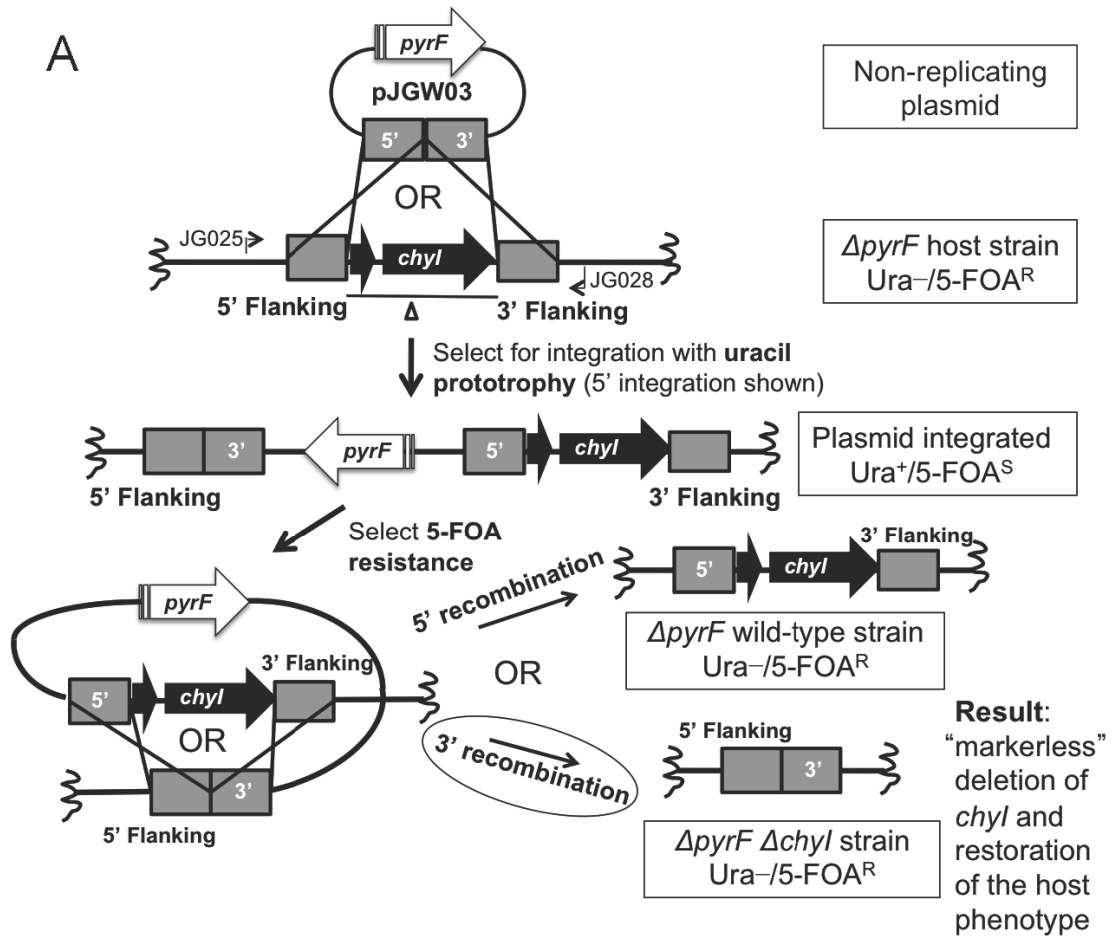 A
pyrF
pJGW03
5’ 3’
Non-replicating
plasmid
OR
JG025
chyI
JG028
5’ Flanking
Δ
3’ Flanking
ΔpyrF host strain
Ura–/5-FOAᴿ
Select for integration with uracil
prototrophy (5’ integration shown)
3’
pyrF
5’
chyI
5’ Flanking
3’ Flanking
Plasmid integrated
Ura⁺/5-FOAˢ
Select 5-FOA
resistance
pyrF
5’
chyI
3’ Flanking
OR
3’
5’ Flanking
5’ recombination
OR
3’ recombination
3’ Flanking
5’
chyI
ΔpyrF wild-type strain
Ura–/5-FOAᴿ
5’ Flanking
3’
ΔpyrF ΔchyI strain
Ura–/5-FOAᴿ
Result:
“markerless”
deletion of
chyI and
restoration
of the host
phenotype